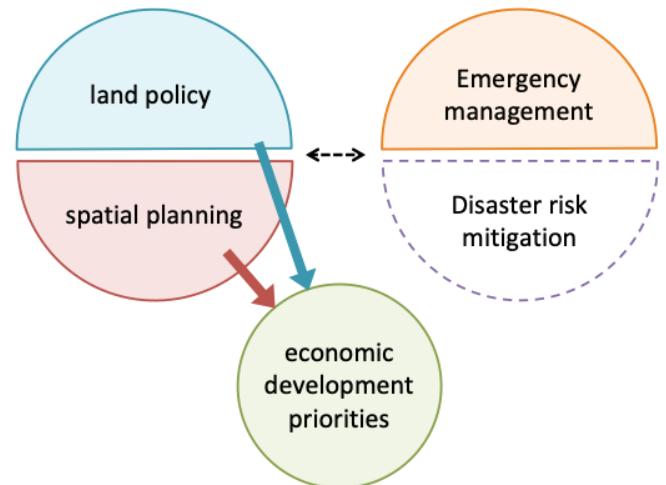 land policy
spatial planning
Emergency
management
Disaster risk
mitigation
economic
development
priorities